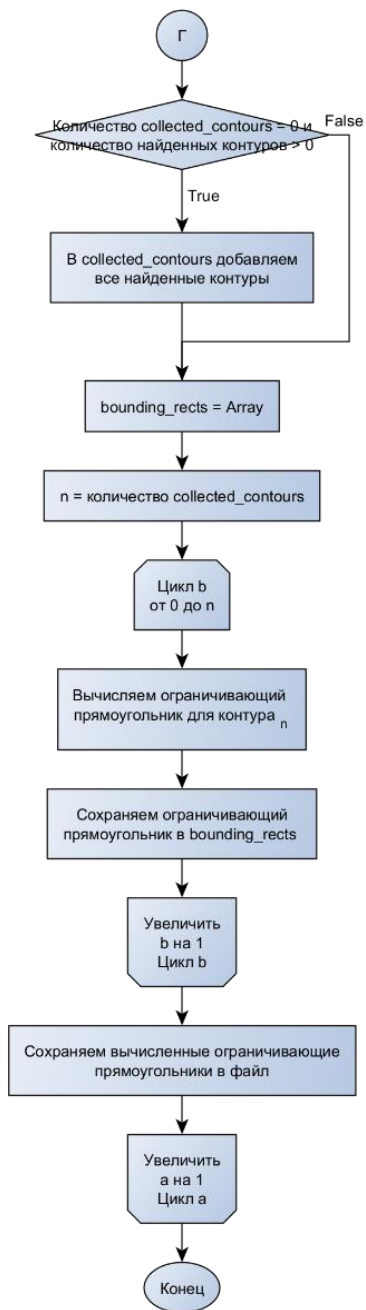 Г
Количество collected_contours = 0 и
количество найденных контуров > 0
False
True
В collected_contours добавляем
все найденные контуры
bounding_rects = Array
n = количество collected_contours
Цикл b
от 0 до n
Вычисляем ограничивающий
прямоугольник для контура n
Сохраняем ограничивающий
прямоугольник в bounding_rects
Увеличить
b на 1
Цикл b
Сохраняем вычисленные ограничивающие
прямоугольники в файл
Увеличить
a на 1
Цикл a
Конец